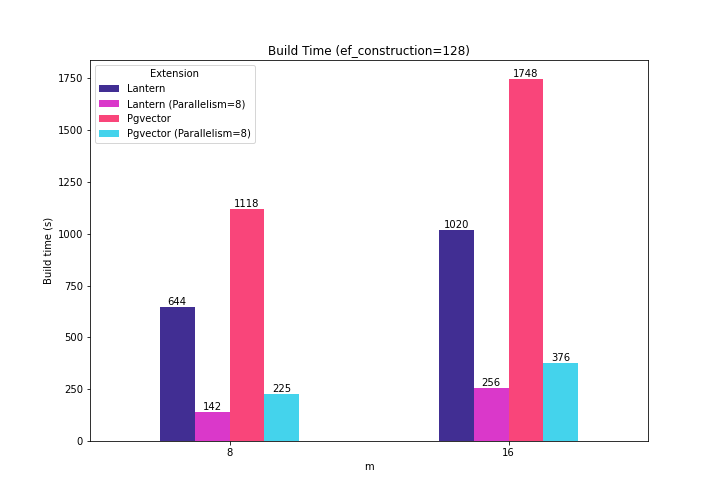 Build Time (ef_construction=128)
Extension
Lantern
Lantern (Parallelism=8)
Pgvector
Pgvector (Parallelism=8)
Build time (s)
1750
1500
1250
1000
750
500
250
0
644
142
1118
225
1020
256
1748
376
8
16
m